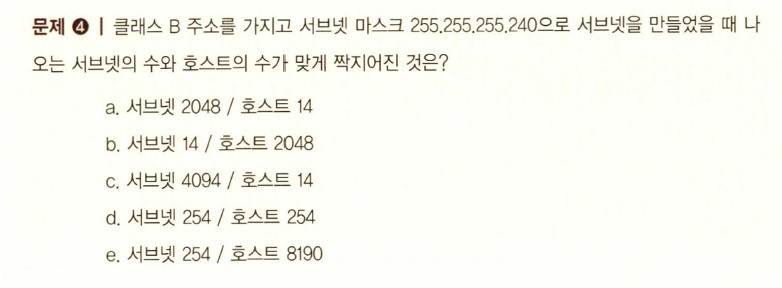 문제 ❹ | 클래스 B 주소를 가지고 서브넷 마스크 255.255.255.240으로 서브넷을 만들었을 때 나
오는 서브넷의 수와 호스트의 수가 맞게 짝지어진 것은?
a. 서브넷 2048 / 호스트 14
b. 서브넷 14 / 호스트 2048
c. 서브넷 4094 / 호스트 14
d. 서브넷 254 / 호스트 254
e. 서브넷 254 / 호스트 8190